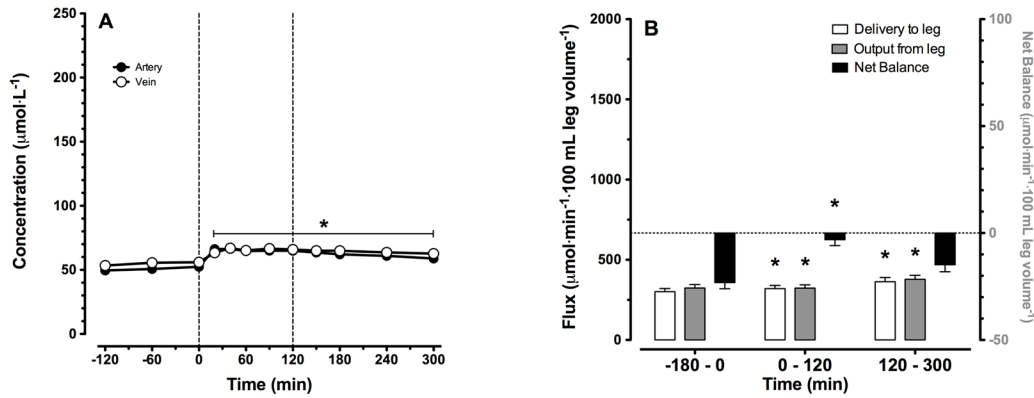 A
250
200
150
100
50
0
Concentration (μmol·L⁻¹)
Artery
Vein
*
-120 -60 0 60 120 180 240 300
Time (min)
B
2000
1500
1000
500
0
Flux (μmol·min⁻¹·100 mL leg volume⁻¹)
Delivery to leg
Output from leg
Net Balance
*
* *
* *
100
50
0
-50
Net Balance (μmol·min⁻¹·100 mL leg volume⁻¹)
-180 - 0 0 - 120 120 - 300
Time (min)